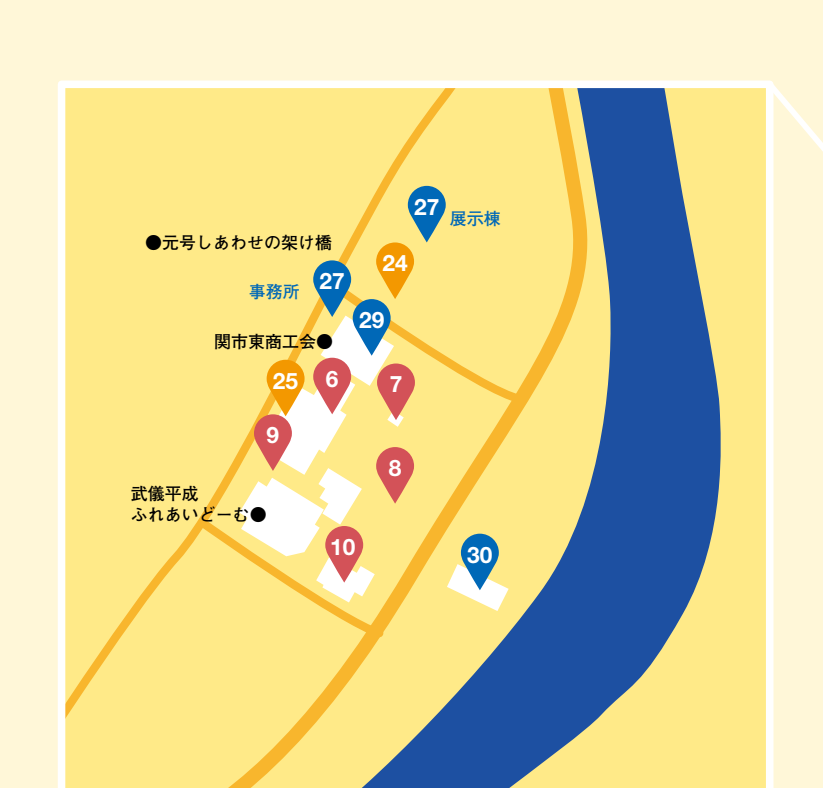 27
展示棟
●元号しあわせの架け橋
24
27
事務所
29
関市東商工会●
25
6
7
9
8
武儀平成
ふれあいどーむ●
10
30